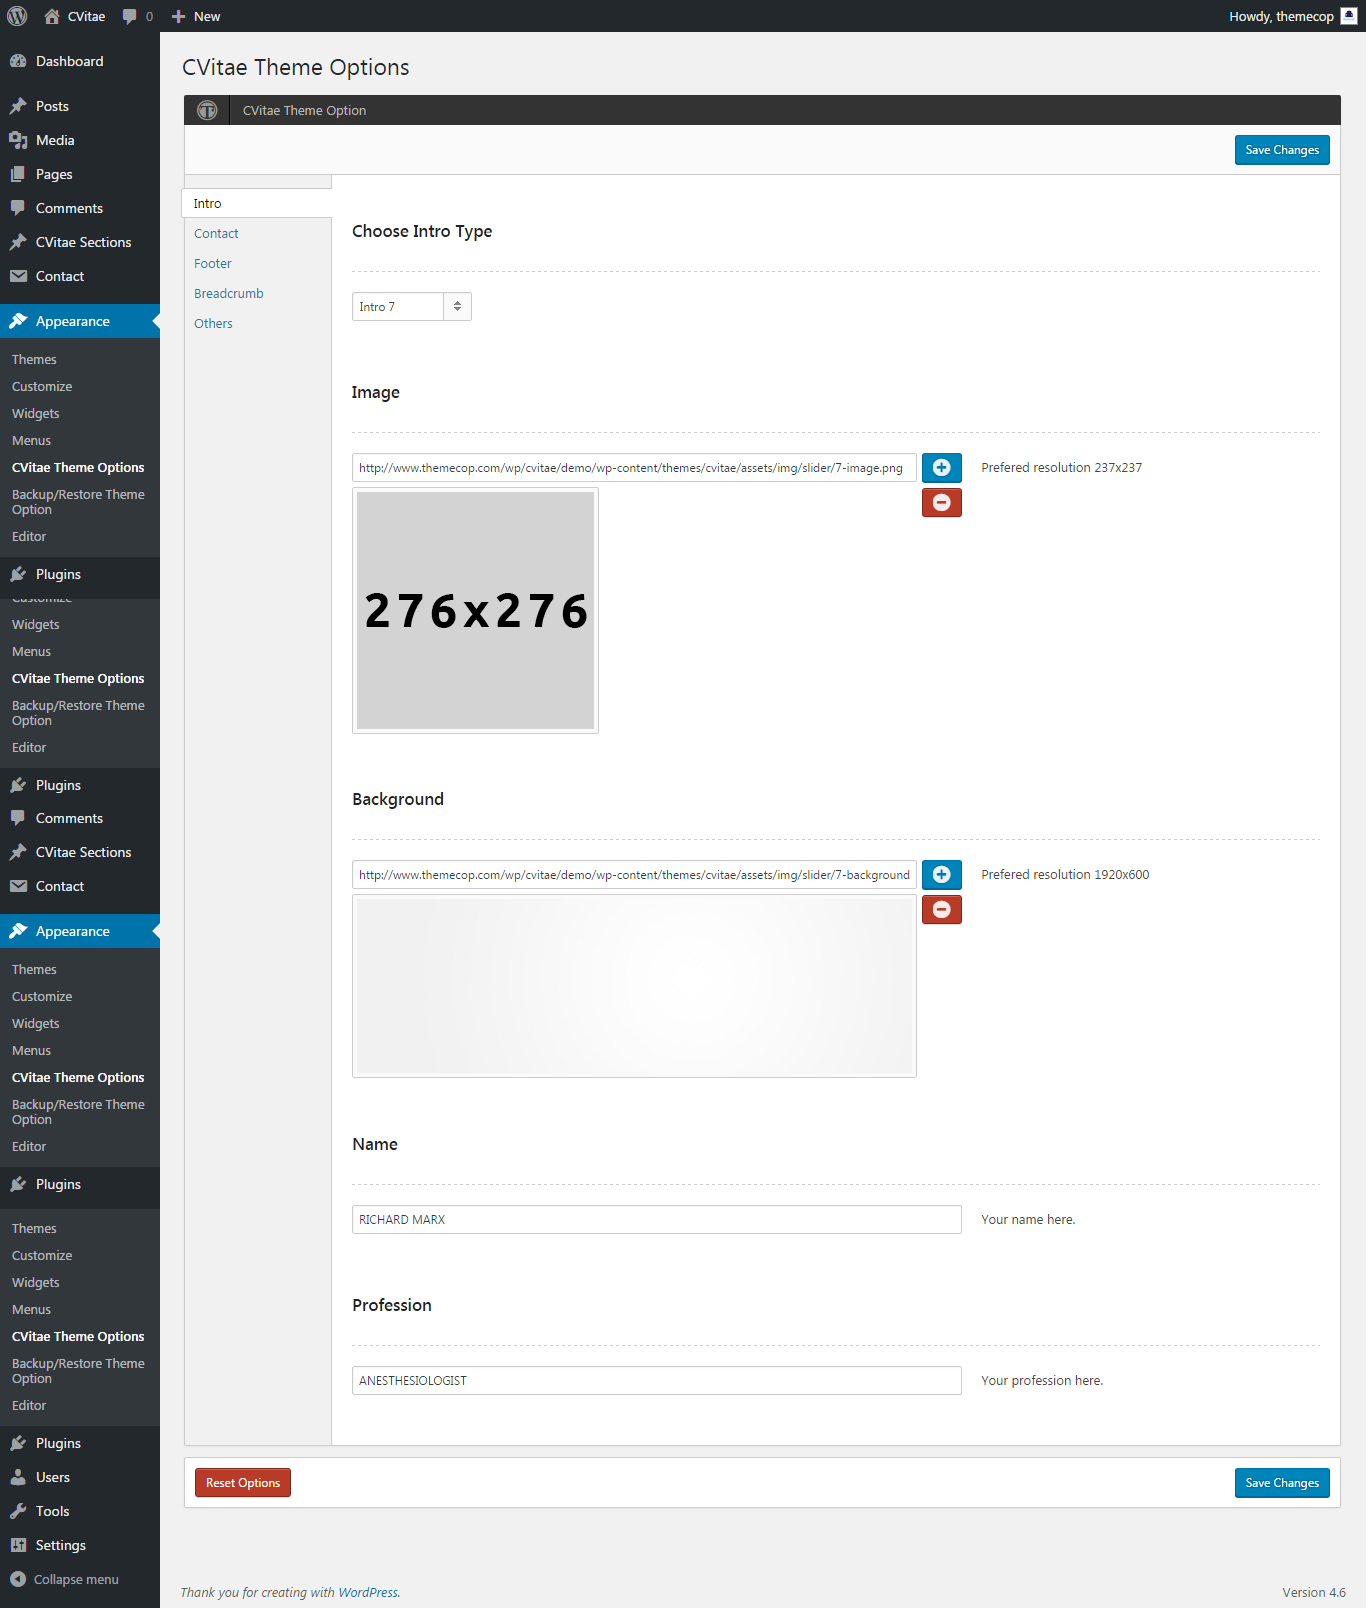 CVitae
0
New
Howdy, themecop
Dashboard
Posts
Media
Pages
Comments
CVitae Sections
Contact
Appearance
Themes
Customize
Widgets
Menus
CVitae Theme Options
Backup/Restore Theme
Option
Editor
Plugins
Customize
Widgets
Menus
CVitae Theme Options
Backup/Restore Theme
Option
Editor
Plugins
Comments
CVitae Sections
Contact
Appearance
Themes
Customize
Widgets
Menus
CVitae Theme Options
Backup/Restore Theme
Option
Editor
Plugins
Themes
Customize
Widgets
Menus
CVitae Theme Options
Backup/Restore Theme
Option
Editor
Plugins
Users
Tools
Settings
Collapse menu
CVitae Theme Options
CVitae Theme Option
Save Changes
Intro
Contact
Footer
Breadcrumb
Others
Choose Intro Type
Intro 7
Image
http://www.themecop.com/wp/cvitae/demo/wp-content/themes/cvitae/assets/img/slider/7-image.png
Prefered resolution 237x237
276x276
Background
http://www.themecop.com/wp/cvitae/demo/wp-content/themes/cvitae/assets/img/slider/7-background
Prefered resolution 1920x600
Name
RICHARD MARX
Your name here.
Profession
ANESTHESIOLOGIST
Your profession here.
Reset Options
Save Changes
Thank you for creating with WordPress.
Version 4.6